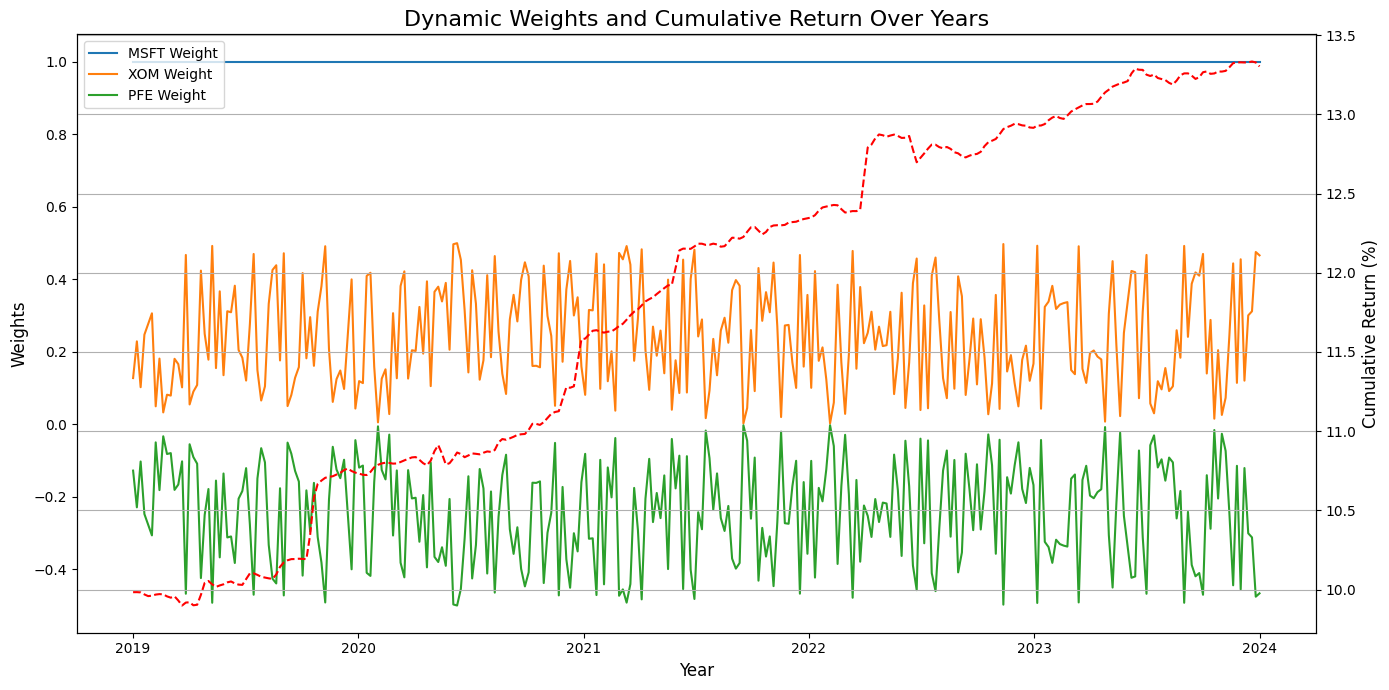 Dynamic Weights and Cumulative Return Over Years
MSFT Weight
XOM Weight
PFE Weight
Weights
1.0
0.8
0.6
0.4
0.2
0.0
−0.2
−0.4
13.5
13.0
12.5
12.0
11.5
11.0
10.5
10.0
Cumulative Return (%)
2019 2020 2021 2022 2023 2024
Year